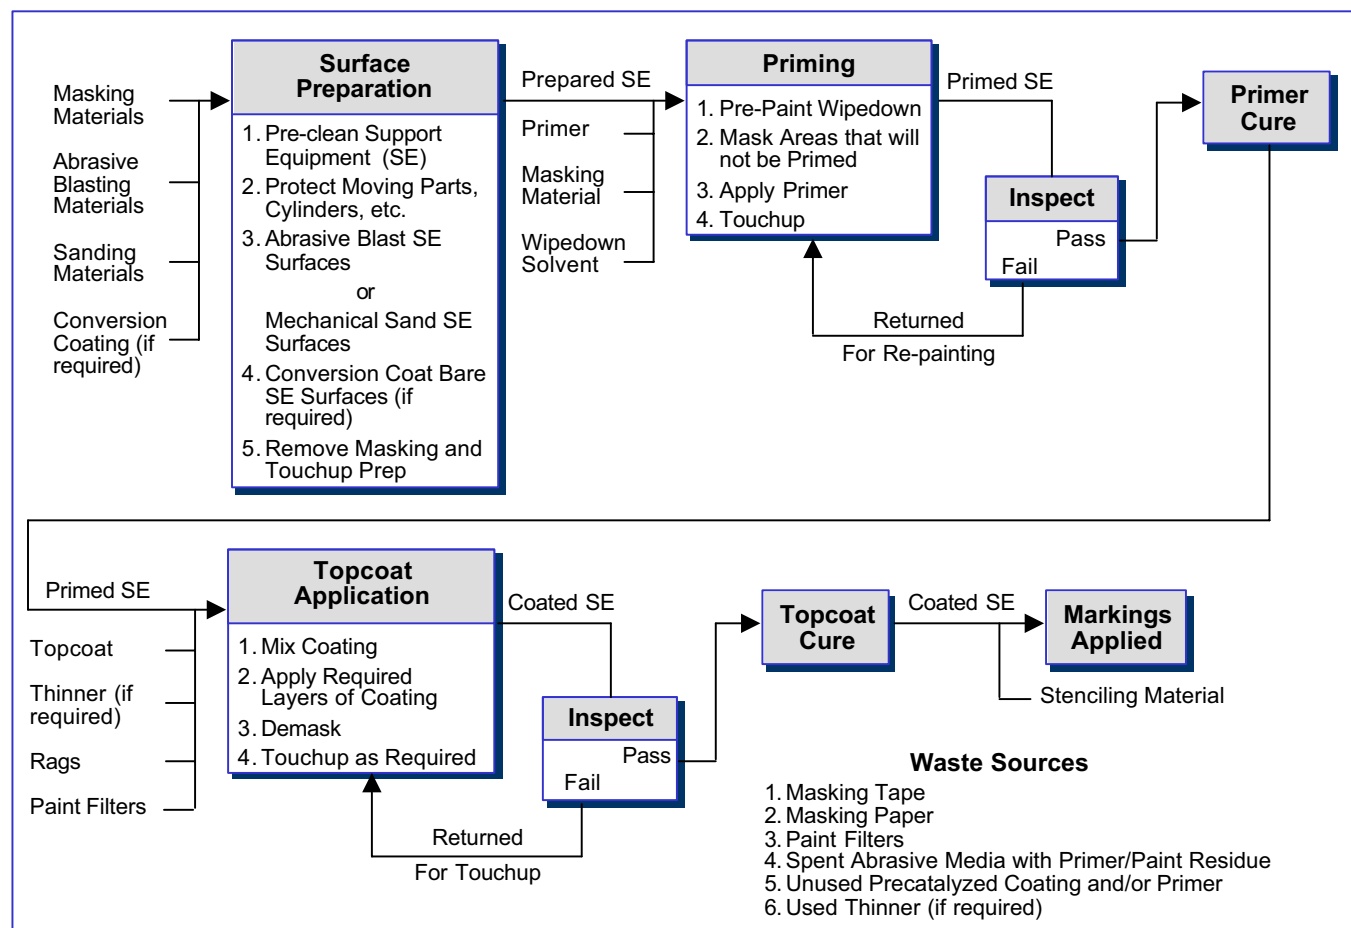 Masking
Materials
Abrasive
Blasting
Materials
Sanding
Materials
Conversion
Coating (if
required)
Surface
Preparation
1. Pre-clean Support
Equipment (SE)
2. Protect Moving Parts,
Cylinders, etc.
3. Abrasive Blast SE
Surfaces
or
Mechanical Sand SE
Surfaces
4. Conversion Coat Bare
SE Surfaces (if
required)
5. Remove Masking and
Touchup Prep
Prepared SE
Primer
Masking
Material
Wipedown
Solvent
Priming
1. Pre-Paint Wipedown
2. Mask Areas that will
not be Primed
3. Apply Primer
4. Touchup
Primed SE
Inspect
Pass
Fail
Returned
For Re-painting
Primer
Cure
Primed SE
Topcoat
Thinner (if
required)
Rags
Paint Filters
Topcoat
Application
1. Mix Coating
2. Apply Required
Layers of Coating
3. Demask
4. Touchup as Required
Coated SE
Inspect
Pass
Fail
Returned
For Touchup
Topcoat
Cure
Coated SE
Markings
Applied
Stenciling Material
Waste Sources
1. Masking Tape
2. Masking Paper
3. Paint Filters
4. Spent Abrasive Media with Primer/Paint Residue
5. Unused Precatalyzed Coating and/or Primer
6. Used Thinner (if required)